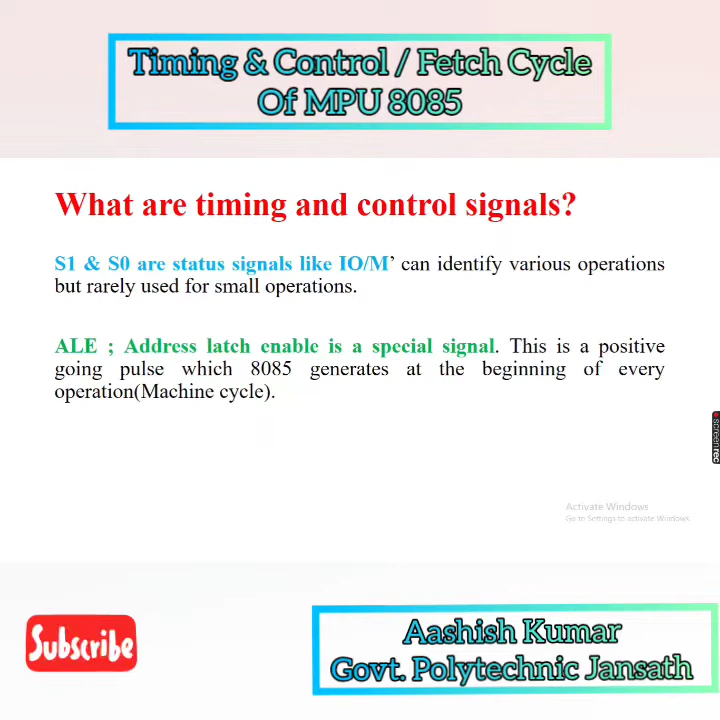 Timing & Control / Fetch Cycle
Of MPU 8085
What are timing and control signals?
S1 & S0 are status signals like IO/M’ can identify various operations
but rarely used for small operations.
ALE ; Address latch enable is a special signal. This is a positive
going pulse which 8085 generates at the beginning of every
operation(Machine cycle).
screenrec
Activate Windows
Go to Settings to activate Windows.
Subscribe
Aashish Kumar
Govt. Polytechnic Jansath